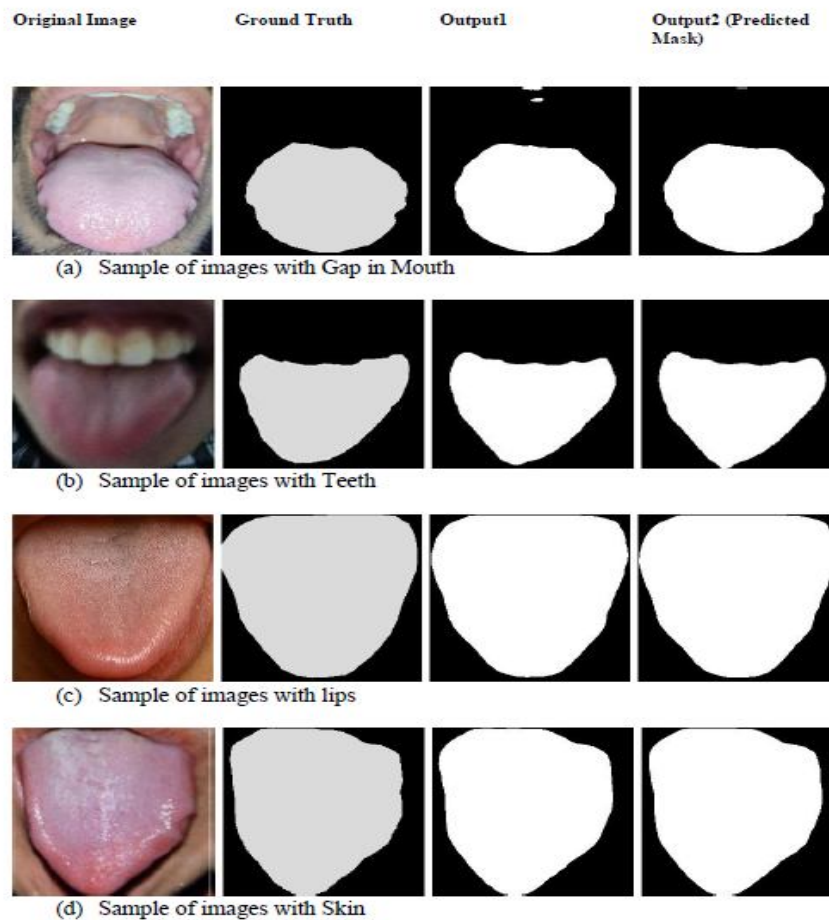 Original Image Ground Truth Output1 Output2 (Predicted
Mask)
(a) Sample of images with Gap in Mouth
(b) Sample of images with Teeth
(c) Sample of images with lips
(d) Sample of images with Skin